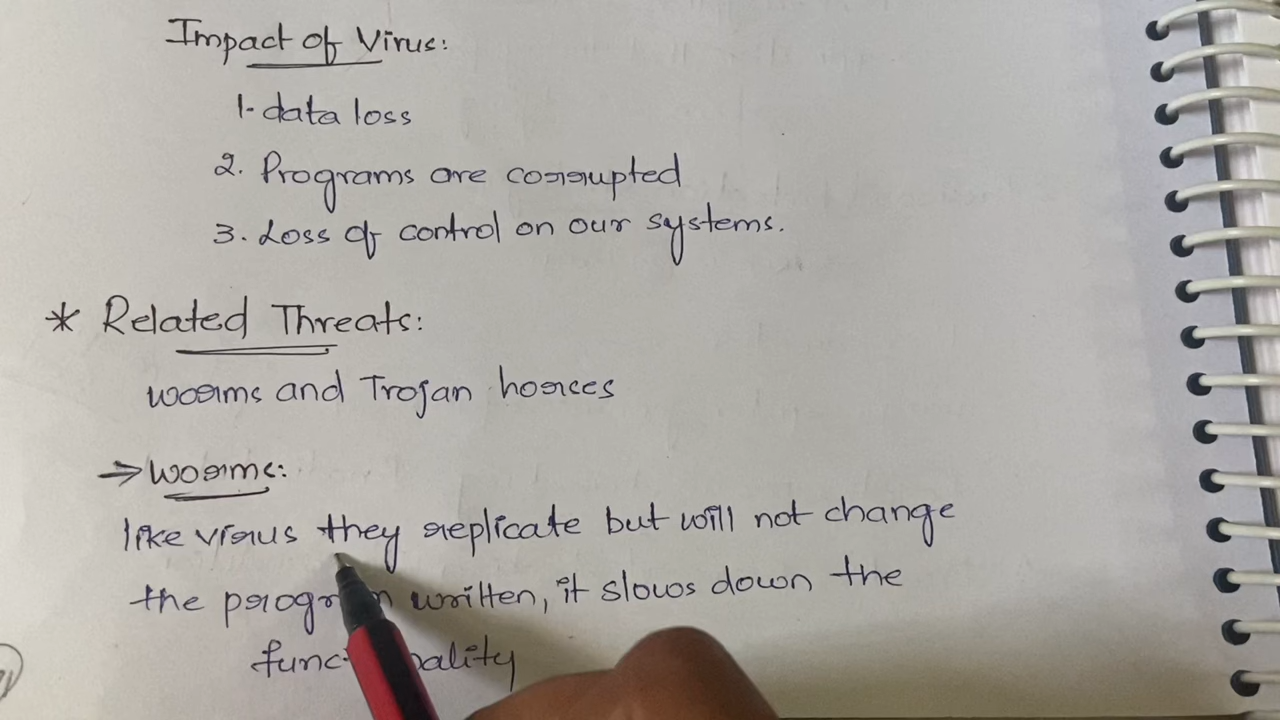 Impact of Virus:
1. data loss
2. Programs are corrupted
3. Loss of control on our systems.
* Related Threats:
worms and Trojan horses
→ worms:
like virus they replicate but will not change
the written, it slows down the